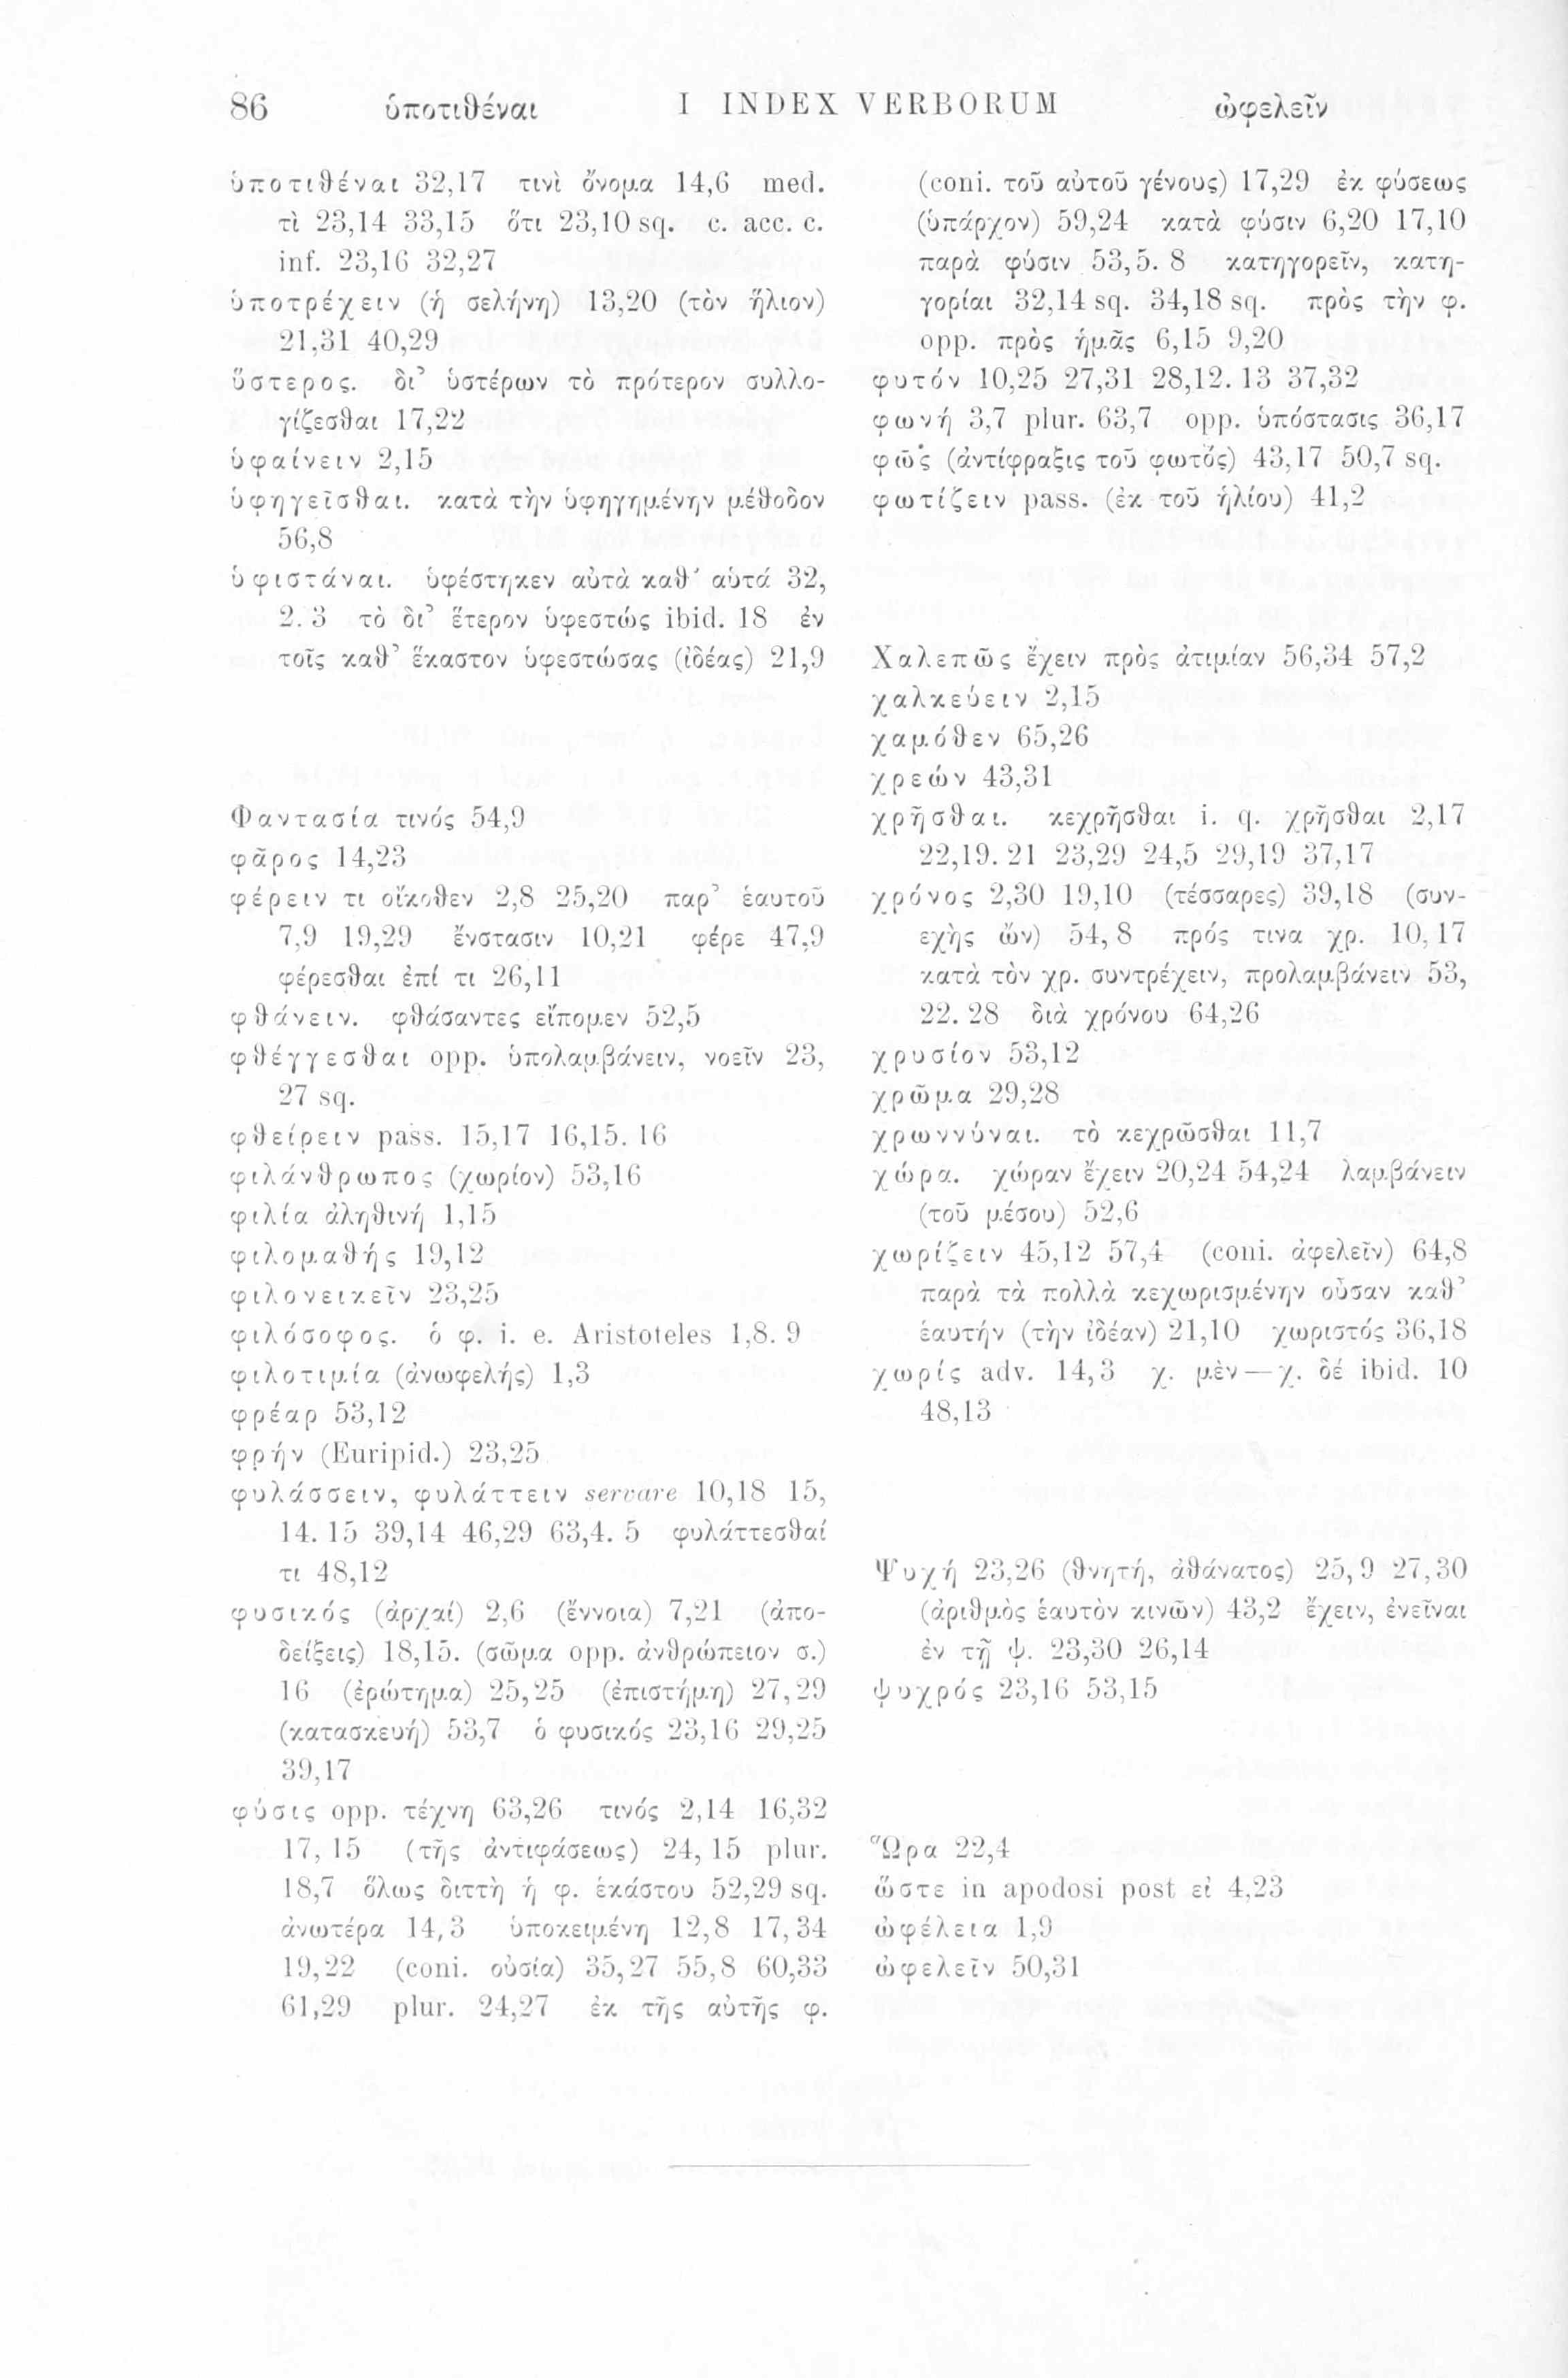 86 ὑποτιθέναι I INDEX VERBORUM ὠφελεῖν
ὑποτιθέναι 32,17 τινὶ ὄνομα 14,6 med.
τὶ 23,14 33,15 ὅτι 23,10 sq. c. acc. c.
inf. 23,16 32,27
ὑποτρέχειν (ἡ σελήνη) 13,20 (τὸν ἥλιον)
21,31 40,29
ὕστερος. δι’ ὑστέρων τὸ πρότερον συλλο-
γίζεσθαι 17,22
ὑφαίνειν 2,15
ὑφηγεῖσθαι. κατὰ τὴν ὑφηγημένην μέθοδον
56,8
ὑφιστάναι. ὑφέστηκεν αὐτὰ καθ’ αὑτά 32,
2. 3 τὸ δι’ ἕτερον ὑφεστώς ibid. 18 ἐν
τοῖς καθ’ ἕκαστον ὑφεστώσας (ἰδέας) 21,9
Φαντασία τινός 54,9
φᾶρος 14,23
φέρειν τι οἴκοθεν 2,8 25,20 παρ’ ἑαυτοῦ
7,9 19,29 ἔνστασιν 10,21 φέρε 47,9
φέρεσθαι ἐπί τι 26,11
φθάνειν. φθάσαντες εἴπομεν 52,5
φθέγγεσθαι opp. ὑπολαμβάνειν, νοεῖν 23,
27 sq.
φθείρειν pass. 15,17 16,15. 16
φιλάνθρωπος (χωρίον) 53,16
φιλία ἀληθινή 1,15
φιλομαθής 19,12
φιλονεικεῖν 23,25
φιλόσοφος. ὁ φ. i. e. Aristoteles 1,8. 9
φιλοτιμία (ἀνωφελής) 1,3
φρέαρ 53,12
φρήν (Euripid.) 23,25
φυλάσσειν, φυλάττειν servare 10,18 15,
14. 15 39,14 46,29 63,4. 5 φυλάττεσθαί
τι 48,12
φυσικός (ἀρχαί) 2,6 (ἔννοια) 7,21 (ἀπο-
δείξεις) 18,15. (σῶμα opp. ἀνθρώπειον σ.)
16 (ἐρώτημα) 25,25 (ἐπιστήμη) 27,29
(κατασκευή) 53,7 ὁ φυσικός 23,16 29,25
39,17
φύσις opp. τέχνη 63,26 τινός 2,14 16,32
17, 15 (τῆς ἀντιφάσεως) 24, 15 plur.
18,7 ὅλως διττὴ ἡ φ. ἑκάστου 52,29 sq.
ἀνωτέρα 14,3 ὑποκειμένη 12,8 17,34
19,22 (coni. οὐσία) 35,27 55,8 60,33
61,29 plur. 24,27 ἐκ τῆς αὐτῆς φ.
(coni. τοῦ αὐτοῦ γένους) 17,29 ἐκ φύσεως
(ὑπάρχον) 59,24 κατὰ φύσιν 6,20 17,10
παρὰ φύσιν 53,5. 8 κατηγορεῖν, κατη-
γορίαι 32,14 sq. 34,18 sq. πρὸς τὴν φ.
opp. πρὸς ἡμᾶς 6,15 9,20
φυτόν 10,25 27,31 28,12. 13 37,32
φωνή 3,7 plur. 63,7 opp. ὑπόστασις 36,17
φῶς (ἀντίφραξις τοῦ φωτός) 43,17 50,7 sq.
φωτίζειν pass. (ἐκ τοῦ ἡλίου) 41,2
Χαλεπῶς ἔχειν πρὸς ἀτιμίαν 56,34 57,2
χαλκεύειν 2,15
χαμόθεν 65,26
χρεών 43,31
χρῆσθαι. κεχρῆσθαι i. q. χρῆσθαι 2,17
22,19. 21 23,29 24,5 29,19 37,17
χρόνος 2,30 19,10 (τέσσαρες) 39,18 (συν-
εχὴς ὤν) 54, 8 πρός τινα χρ. 10, 17
κατὰ τὸν χρ. συντρέχειν, προλαμβάνειν 53,
22. 28 διὰ χρόνου 64,26
χρυσίον 53,12
χρῶμα 29,28
χρωννύναι. τὸ κεχρῶσθαι 11,7
χώρα. χώραν ἔχειν 20,24 54,24 λαμβάνειν
(τοῦ μέσου) 52,6
χωρίζειν 45,12 57,4 (coni. ἀφελεῖν) 64,8
παρὰ τὰ πολλὰ κεχωρισμένην οὖσαν καθ’
ἑαυτήν (τὴν ἰδέαν) 21,10 χωριστός 36,18
χωρίς adv. 14,3 χ. μὲν — χ. δέ ibid. 10
48,13
Ψυχή 23,26 (θνητή, ἀθάνατος) 25, 9 27,30
(ἀριθμὸς ἑαυτὸν κινῶν) 43,2 ἔχειν, ἐνεῖναι
ἐν τῇ ψ. 23,30 26,14
ψυχρός 23,16 53,15
Ὥρα 22,4
ὥστε in apodosi post εἰ 4,23
ὠφέλεια 1,9
ὠφελεῖν 50,31